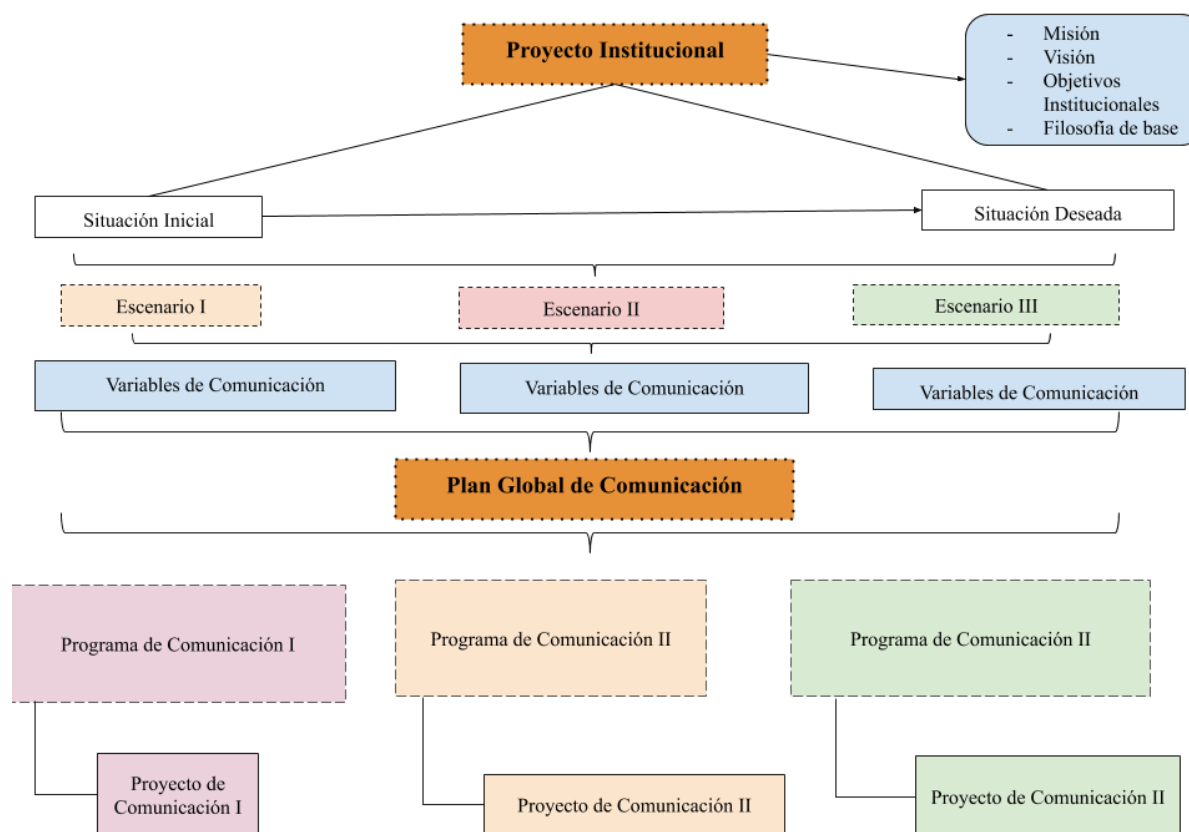 Proyecto Institucional
- Misión
- Visión
- Objetivos
Institucionales
- Filosofía de base
Situación Inicial
Situación Deseada
Escenario I
Escenario II
Escenario III
Variables de Comunicación
Variables de Comunicación
Variables de Comunicación
Plan Global de Comunicación
Programa de Comunicación I
Programa de Comunicación II
Programa de Comunicación II
Proyecto de
Comunicación I
Proyecto de Comunicación II
Proyecto de Comunicación II